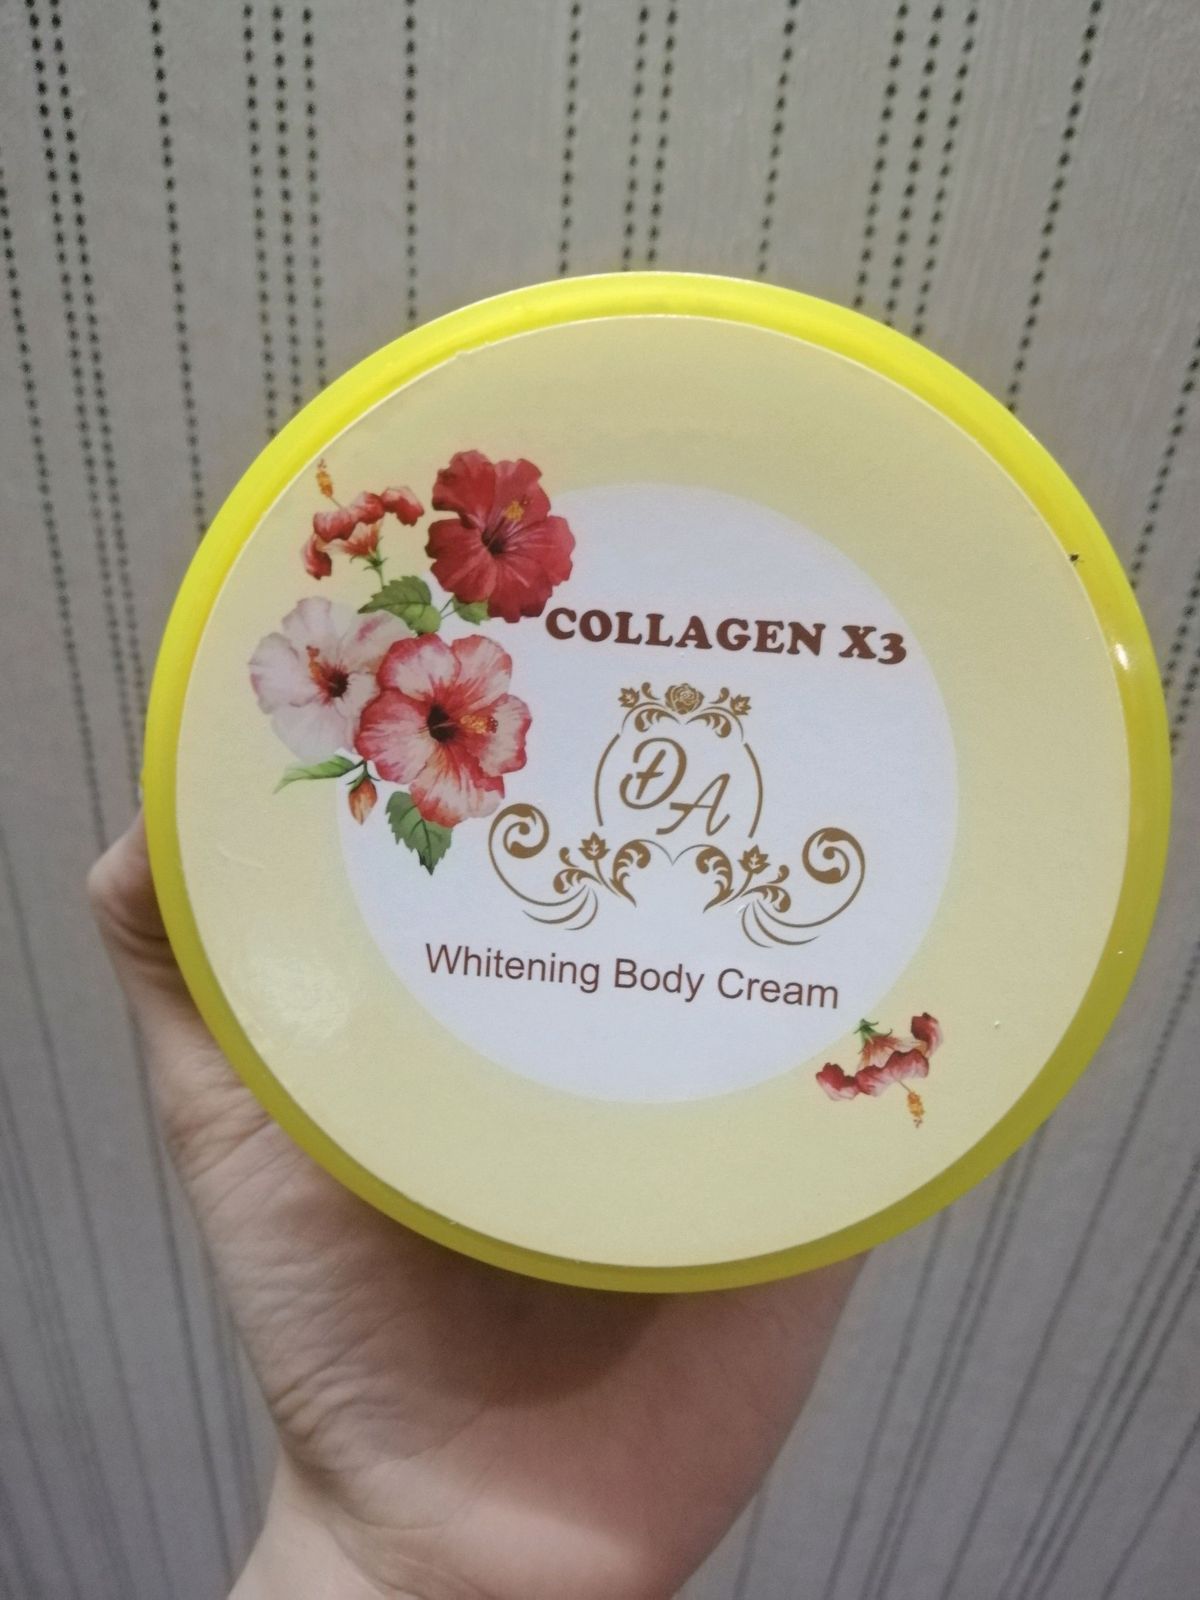 COLLAGEN X3
ĐA
Whitening Body Cream